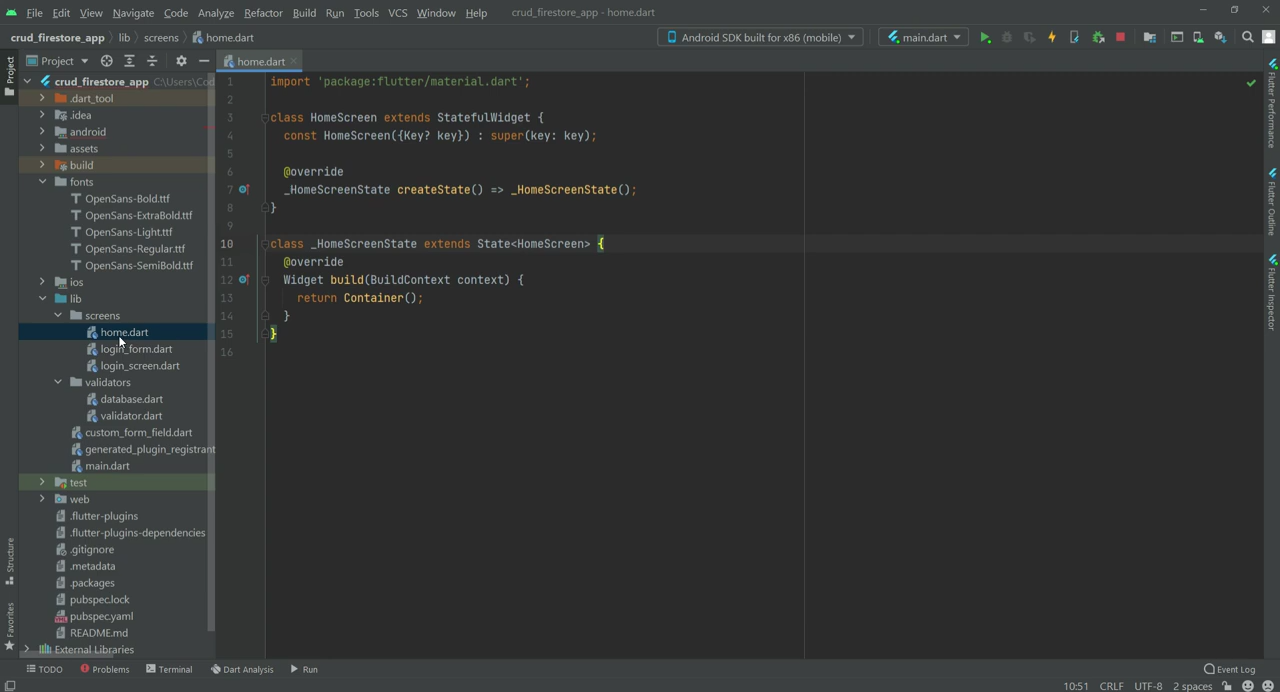 File Edit View Navigate Code Analyze Refactor Build Run Tools VCS Window Help crud_firestore_app - home.dart
crud_firestore_app lib screens home.dart
Android SDK built for x86 (mobile) main.dart
Project home.dart
Project
Structure
Favorites
crud_firestore_app C:\Users\Cod
.dart_tool
.idea
android
assets
build
fonts
OpenSans-Bold.ttf
OpenSans-ExtraBold.ttf
OpenSans-Light.ttf
OpenSans-Regular.ttf
OpenSans-SemiBold.ttf
ios
lib
screens
home.dart
login_form.dart
login_screen.dart
validators
database.dart
validator.dart
custom_form_field.dart
generated_plugin_registrant
main.dart
test
web
.flutter-plugins
.flutter-plugins-dependencies
.gitignore
.metadata
.packages
pubspec.lock
pubspec.yaml
README.md
External Libraries
1 import 'package:flutter/material.dart';
2
3 class HomeScreen extends StatefulWidget {
4 const HomeScreen({Key? key}) : super(key: key);
5
6 @override
7 _HomeScreenState createState() => _HomeScreenState();
8 }
9
10 class _HomeScreenState extends State<HomeScreen> {
11 @override
12 Widget build(BuildContext context) {
13 return Container();
14 }
15 }
16
Flutter Performance
Flutter Outline
Flutter Inspector
TODO Problems Terminal Dart Analysis Run Event Log
10:51 CRLF UTF-8 2 spaces